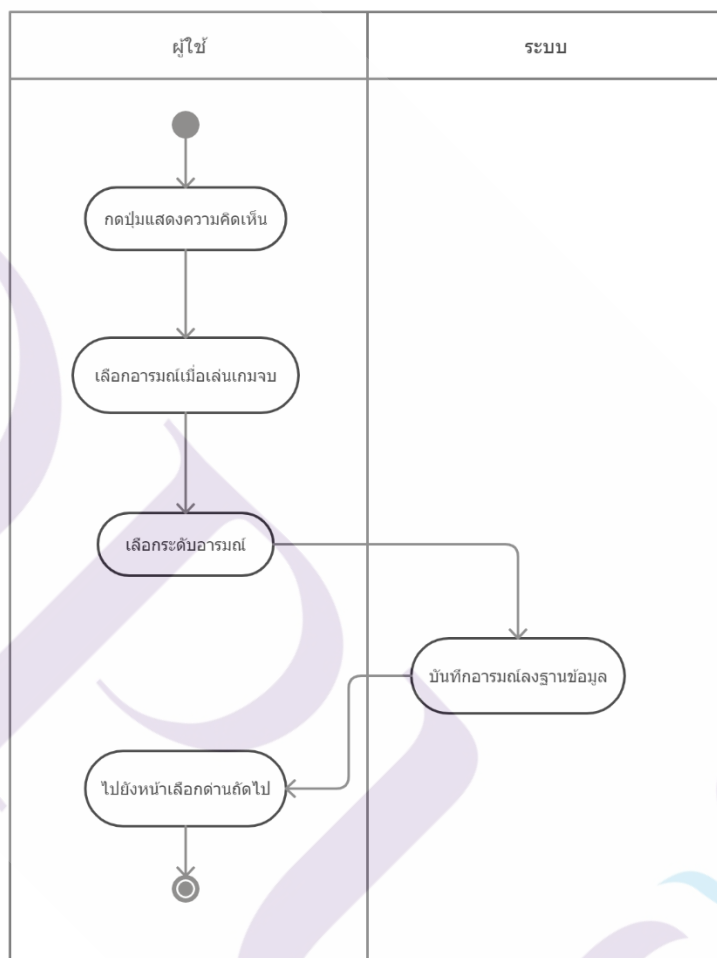 ผู้ใช้
ระบบ
กดปุ่มแสดงความคิดเห็น
เลือกอารมณ์เมื่อเล่นเกมจบ
เลือกระดับอารมณ์
บันทึกอารมณ์ลงฐานข้อมูล
ไปยังหน้าเลือกด่านถัดไป